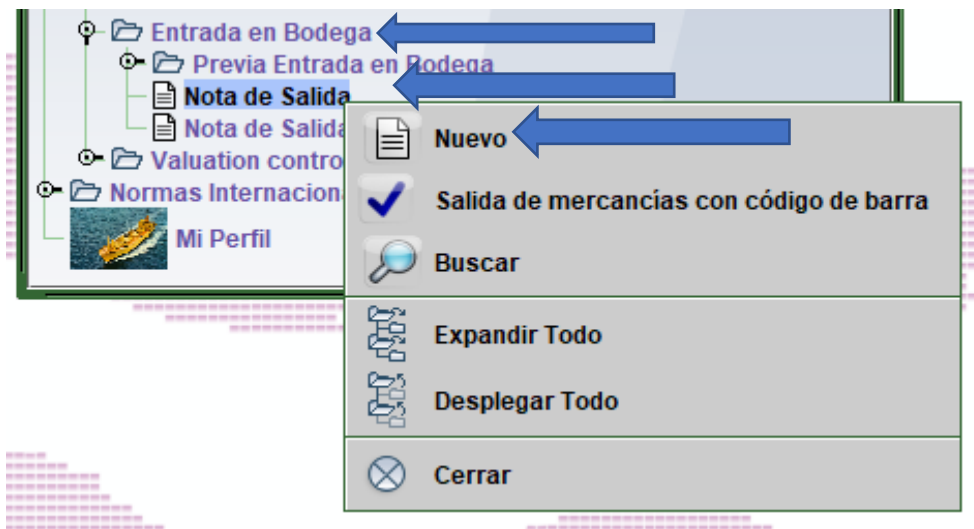 Entrada en Bodega
Previa Entrada en Bodega
Nota de Salida
Nota de Salida
Valuation contro
Normas Internacion
Mi Perfil
Nuevo
Salida de mercancías con código de barra
Buscar
Expandir Todo
Desplegar Todo
Cerrar